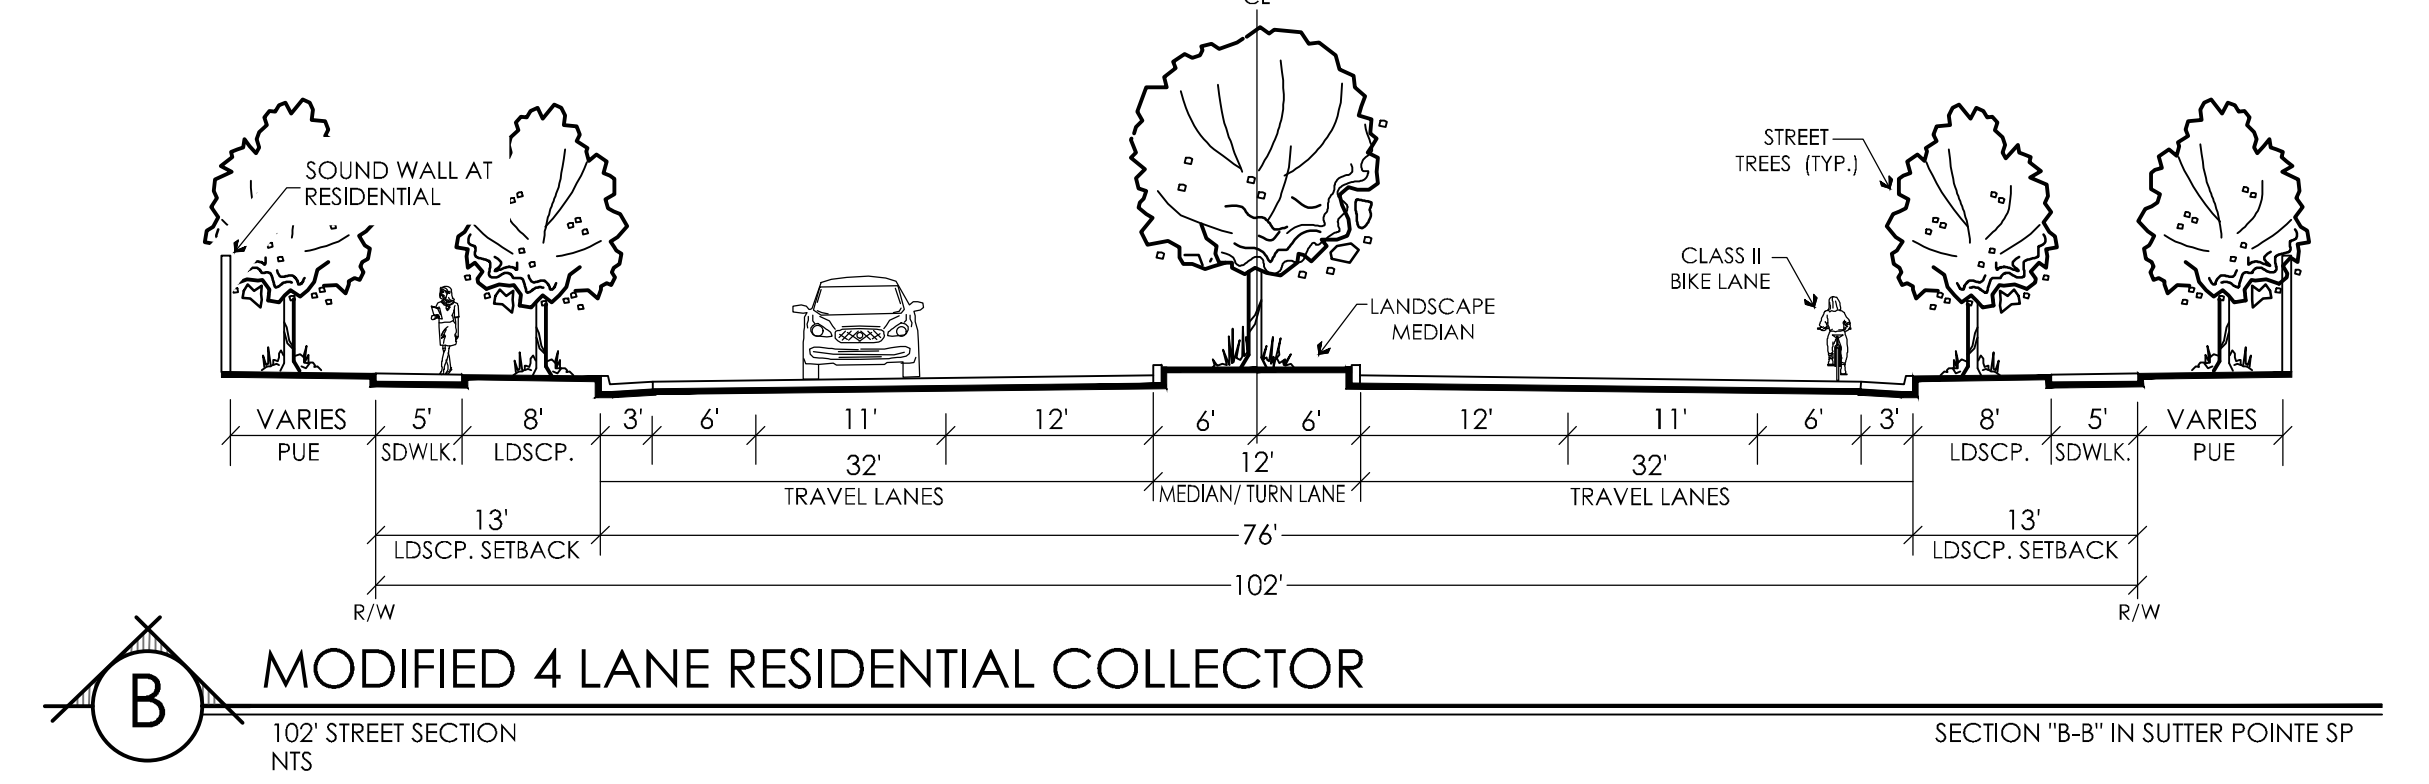 CL
SOUND WALL AT
RESIDENTIAL
STREET
TREES (TYP.)
CLASS II
BIKE LANE
LANDSCAPE
MEDIAN
VARIES 5' 8' 3' 6' 11' 12' 6' 6' 12' 11' 6' 3' 8' 5' VARIES
PUE SDWLK. LDSCP. LDSCP. SDWLK. PUE
32' 12' 32'
TRAVEL LANES MEDIAN/ TURN LANE TRAVEL LANES
13' 76' 13'
LDSCP. SETBACK LDSCP. SETBACK
102'
R/W R/W
B MODIFIED 4 LANE RESIDENTIAL COLLECTOR
102' STREET SECTION SECTION "B-B" IN SUTTER POINTE SP
NTS